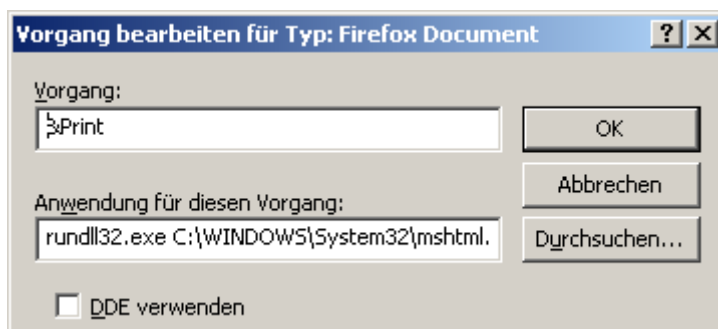 Vorgang bearbeiten für Typ: Firefox Document
Vorgang:
&Print
OK
Abbrechen
Anwendung für diesen Vorgang:
rundll32.exe C:\WINDOWS\System32\mshtml.
Durchsuchen...
DDE verwenden